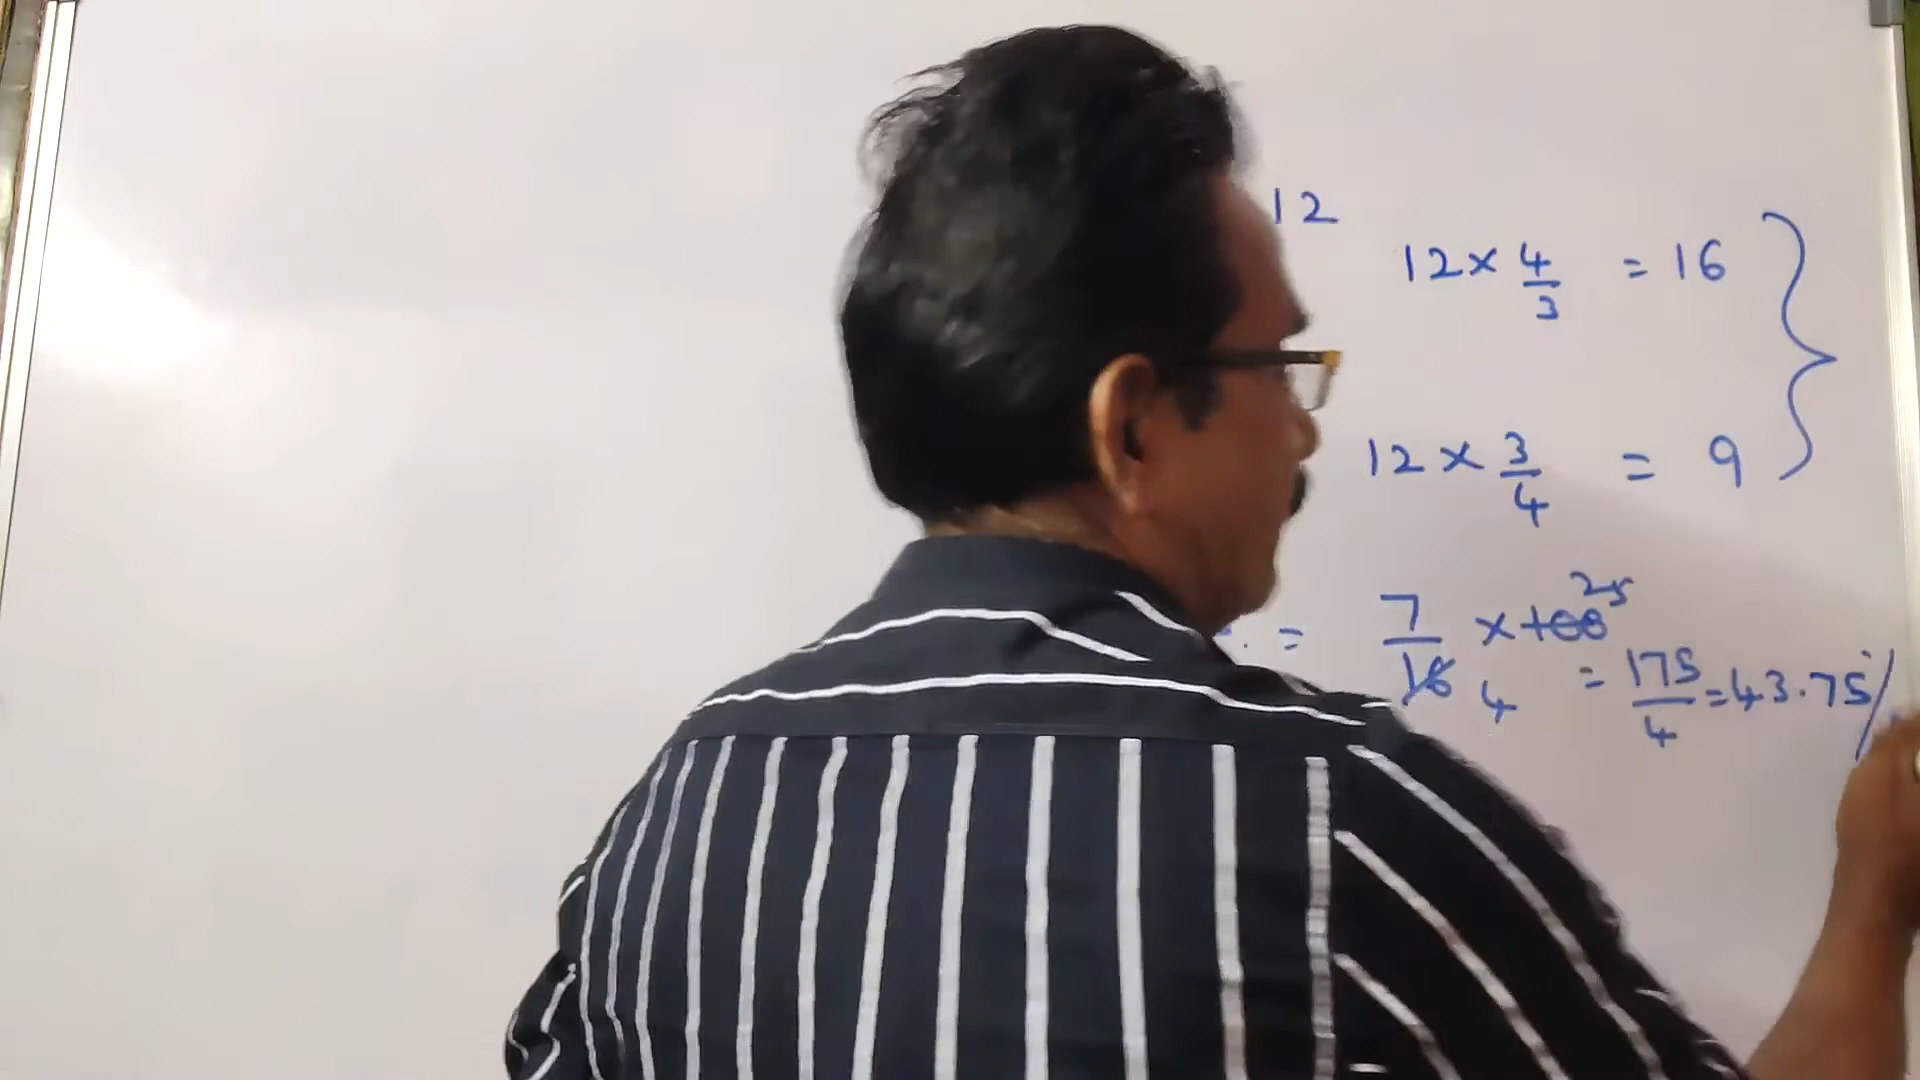 12
12 × 4/3 = 16
12 × 3/4 = 9
. = 7/16 × 100 25
4 = 175/4 = 43.75%